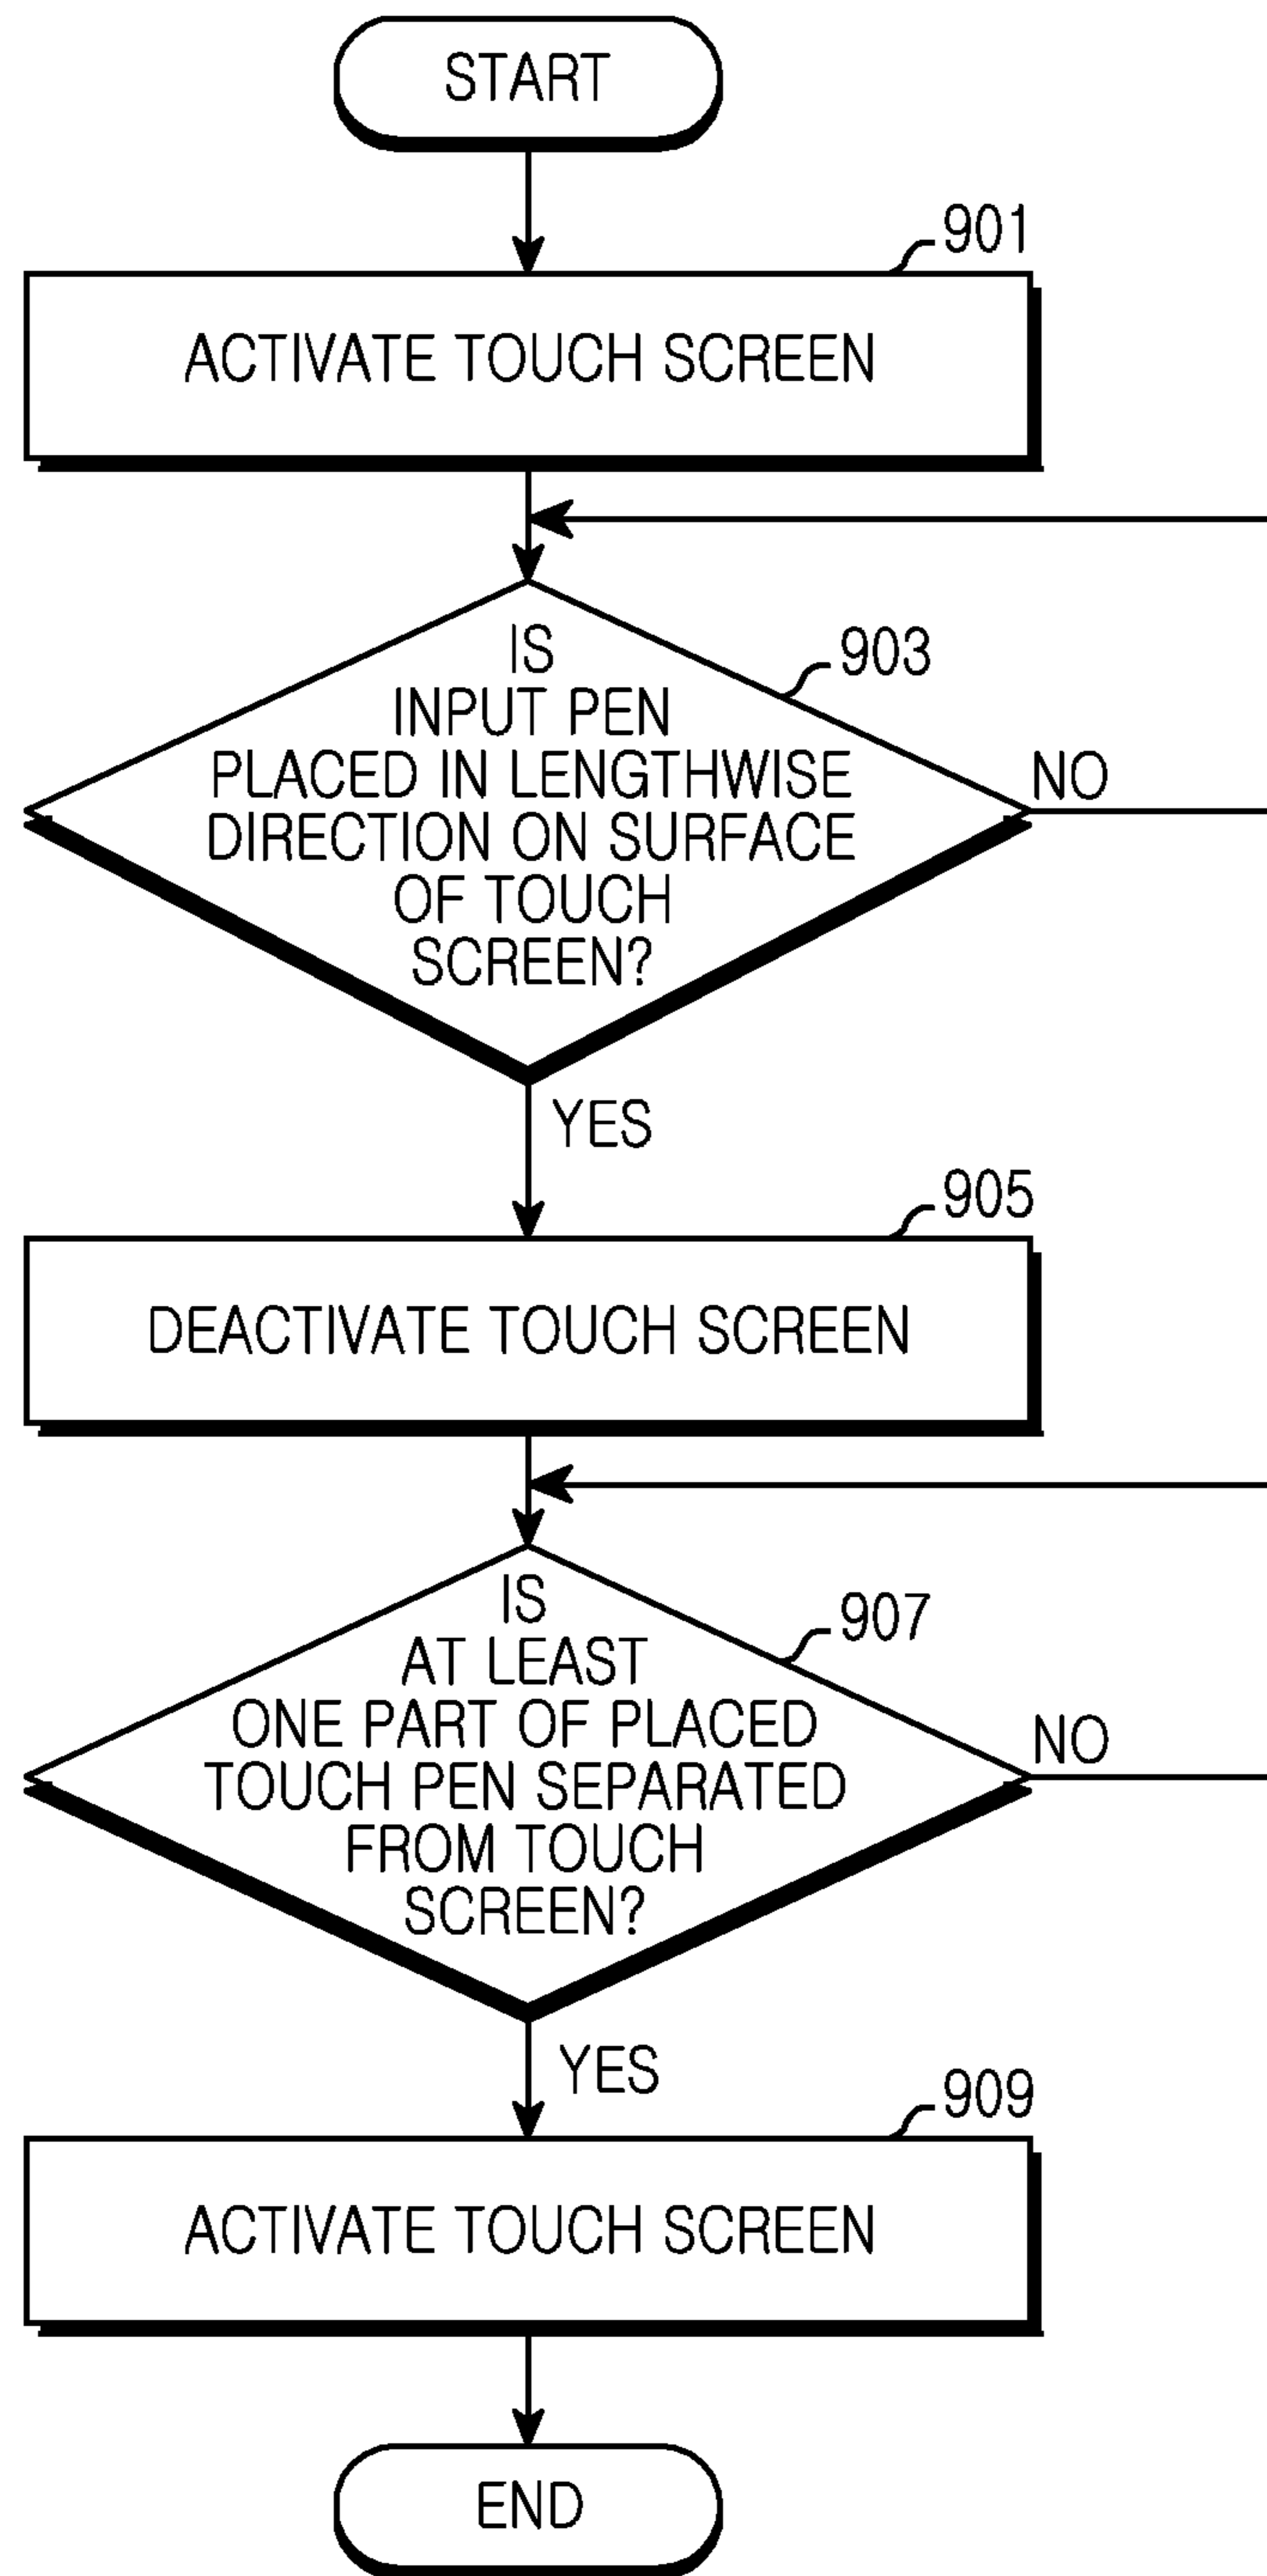 START
901
ACTIVATE TOUCH SCREEN
IS
903
INPUT PEN
PLACED IN LENGTHWISE
NO
DIRECTION ON SURFACE
OF TOUCH
SCREEN?
YES
905
DEACTIVATE TOUCH SCREEN
IS
907
AT LEAST
ONE PART OF PLACED
NO
TOUCH PEN SEPARATED
FROM TOUCH
SCREEN?
YES
909
ACTIVATE TOUCH SCREEN
END